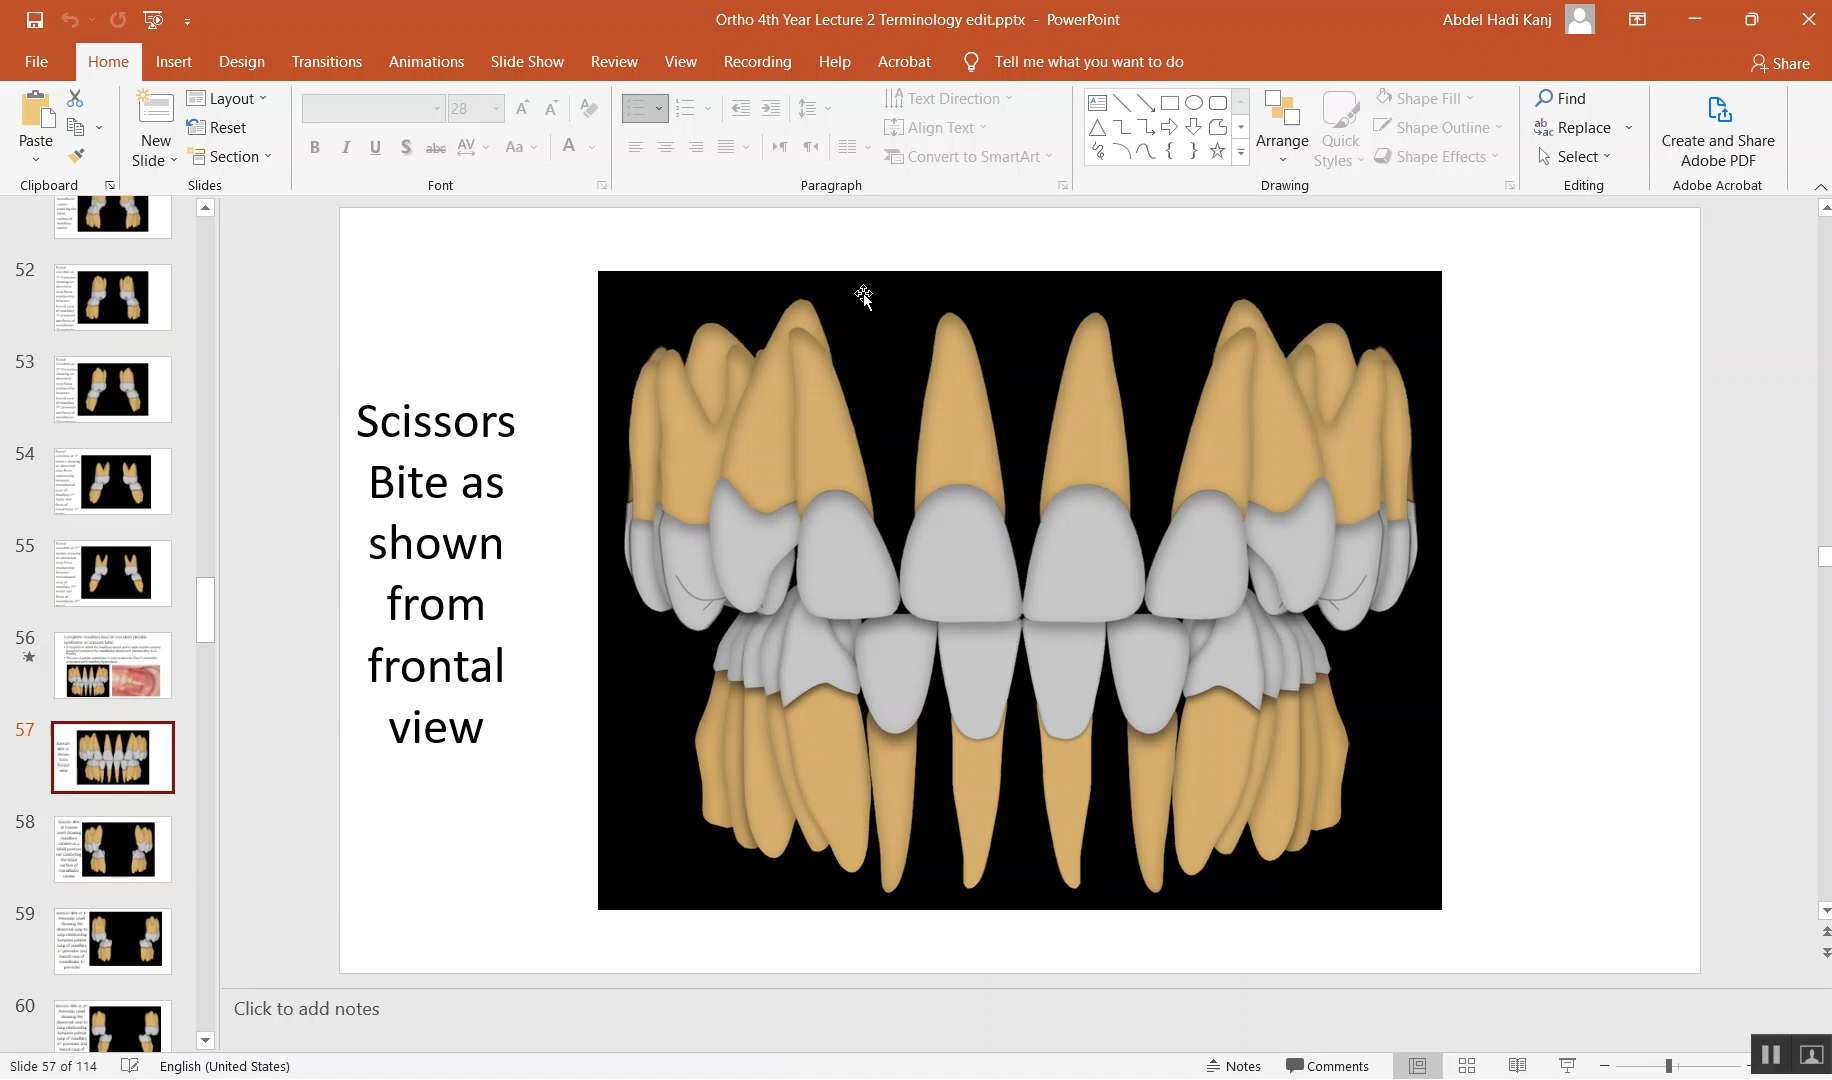 Ortho 4th Year Lecture 2 Terminology edit.pptx - PowerPoint
Abdel Hadi Kanj
File Home Insert Design Transitions Animations Slide Show Review View Recording Help Acrobat Tell me what you want to do Share
Paste
Clipboard
New Slide
Layout
Reset
Section
Slides
28
B I U S abc AV Aa A
Font
Text Direction
Align Text
Convert to SmartArt
Paragraph
Arrange
Quick Styles
Shape Fill
Shape Outline
Shape Effects
Drawing
Find
Replace
Select
Editing
Create and Share Adobe PDF
Adobe Acrobat
52
53
54
55
56
57
58
59
60
Scissors
Bite as
shown
from
frontal
view
Click to add notes
Slide 57 of 114 English (United States) Notes Comments